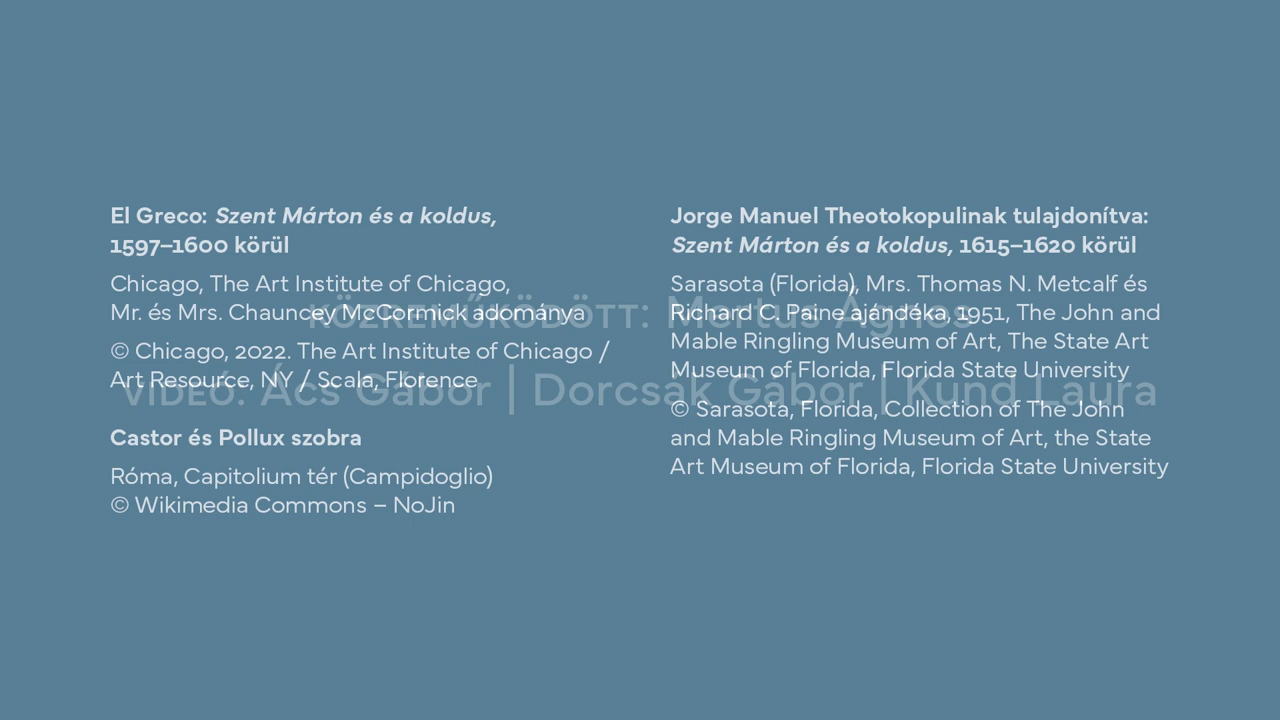 El Greco: Szent Márton és a koldus,
1597–1600 körül
Chicago, The Art Institute of Chicago,
Mr. és Mrs. Chauncey McCormick adománya
© Chicago, 2022. The Art Institute of Chicago /
Art Resource, NY / Scala, Florence
Castor és Pollux szobra
Róma, Capitolium tér (Campidoglio)
© Wikimedia Commons – NoJin
Jorge Manuel Theotokopulinak tulajdonítva:
Szent Márton és a koldus, 1615–1620 körül
Sarasota (Florida), Mrs. Thomas N. Metcalf és
Richard C. Paine ajándéka, 1951, The John and
Mable Ringling Museum of Art, The State Art
Museum of Florida, Florida State University
© Sarasota, Florida, Collection of The John
and Mable Ringling Museum of Art, the State
Art Museum of Florida, Florida State University
KÖZREMŰKÖDÖTT: Mertus Ágnes
VIDEÓ: Ács Gábor | Dorcsák Gábor | Kund Laura